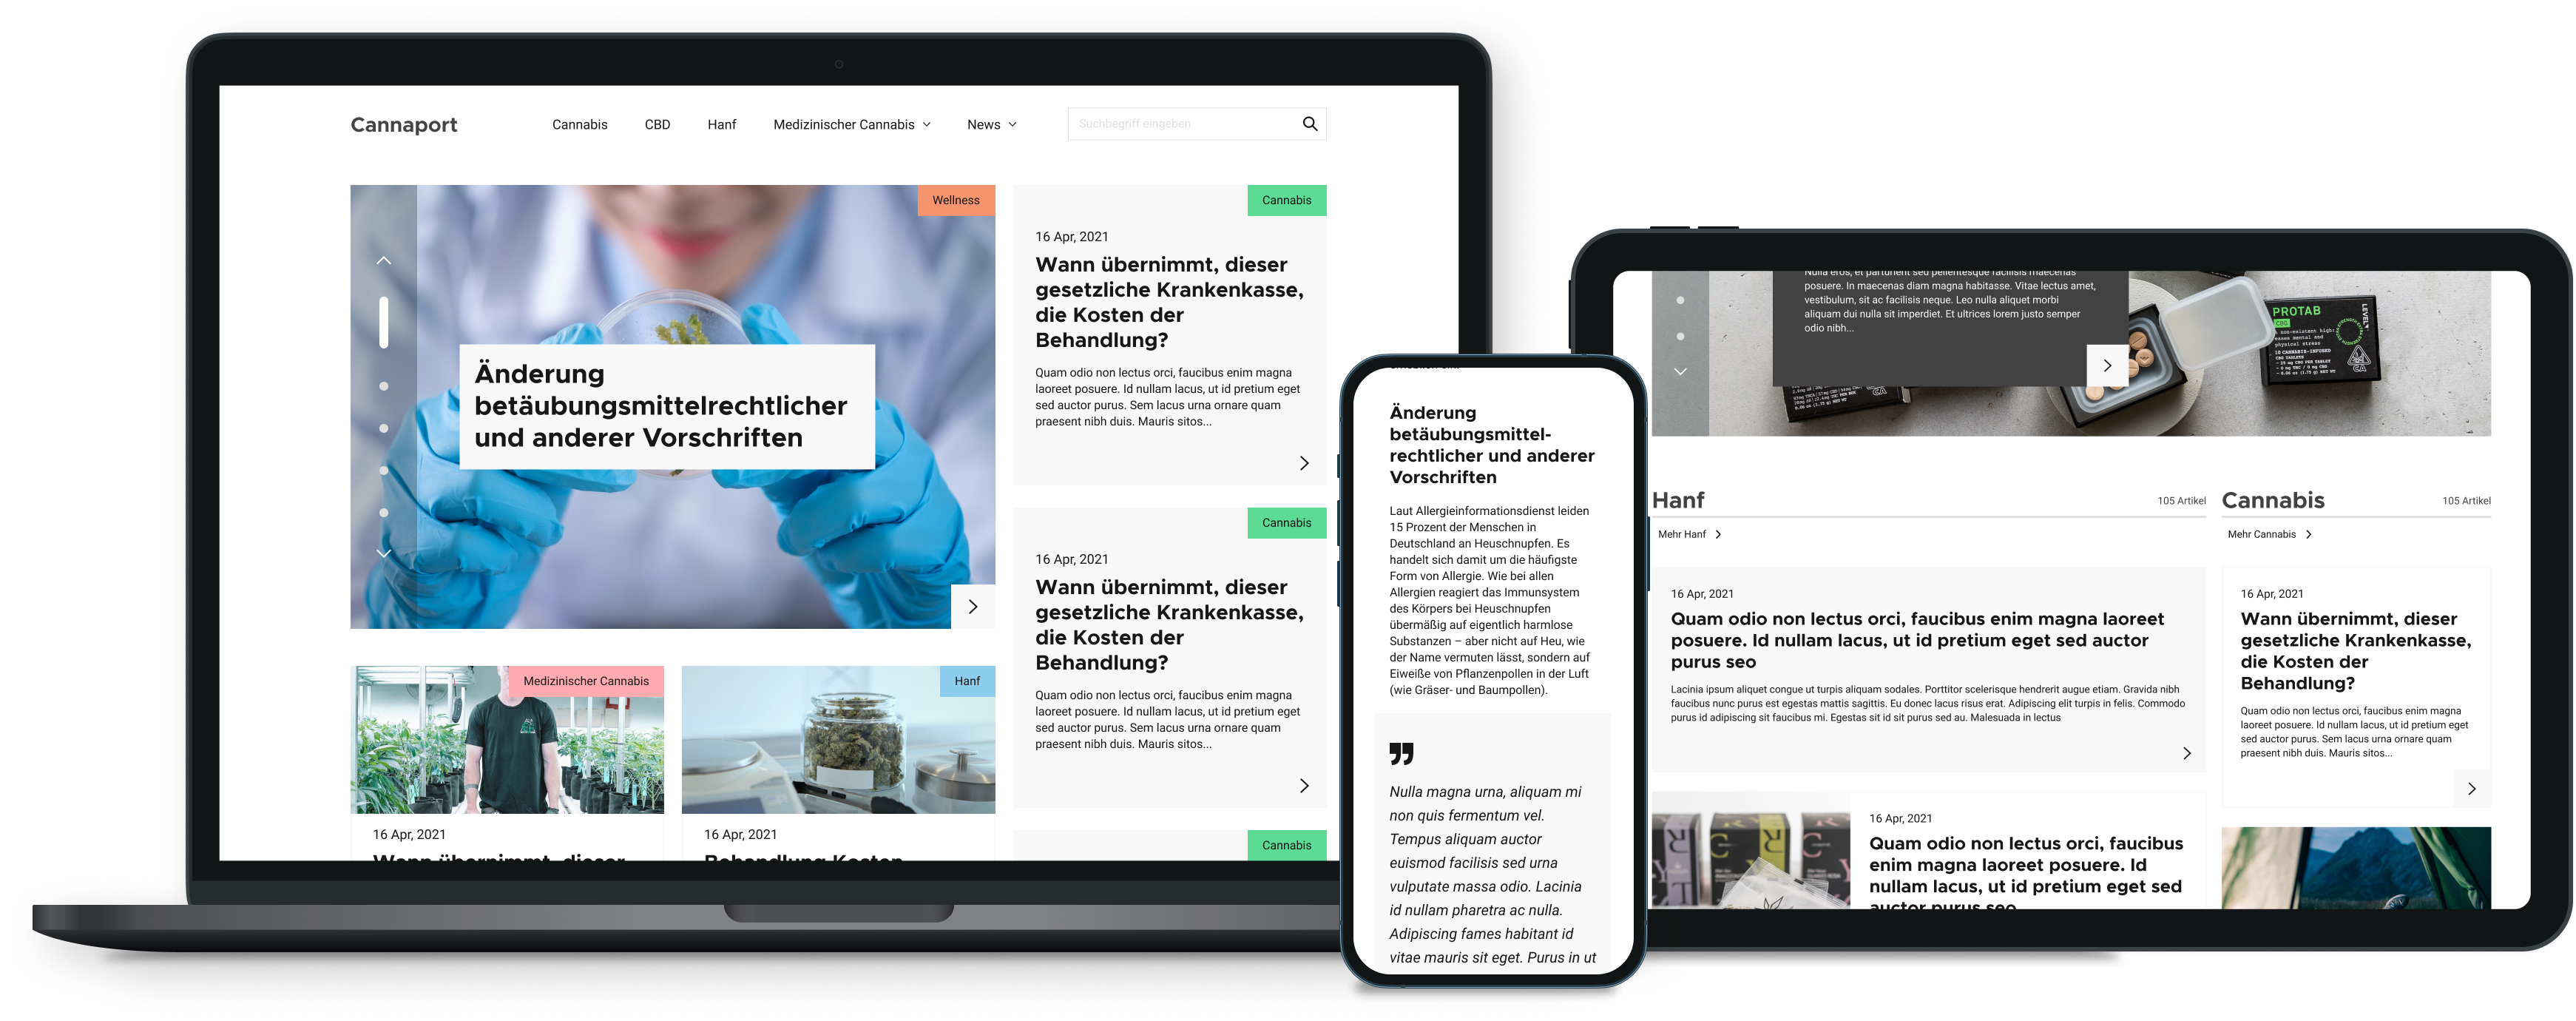 Cannaport
Cannabis
CBD
Hanf
Medizinischer Cannabis
News
Suchbegriff eingeben
Wellness
Änderung
betäubungsmittelrechtlicher
und anderer Vorschriften
Cannabis
16 Apr, 2021
Wann übernimmt, dieser
gesetzliche Krankenkasse,
die Kosten der
Behandlung?
Quam odio non lectus orci, faucibus enim magna
laoreet posuere. Id nullam lacus, ut id pretium eget
sed auctor purus. Sem lacus urna ornare quam
praesent nibh duis. Mauris sitos...
Cannabis
16 Apr, 2021
Wann übernimmt, dieser
gesetzliche Krankenkasse,
die Kosten der
Behandlung?
Quam odio non lectus orci, faucibus enim magna
laoreet posuere. Id nullam lacus, ut id pretium eget
sed auctor purus. Sem lacus urna ornare quam
praesent nibh duis. Mauris sitos...
Cannabis
Medizinischer Cannabis
16 Apr, 2021
Wann übernimmt, dieser
Hanf
16 Apr, 2021
Behandlung Kosten
Änderung
betäubungsmittel-
rechtlicher und anderer
Vorschriften
Laut Allergieinformationsdienst leiden
15 Prozent der Menschen in
Deutschland an Heuschnupfen. Es
handelt sich damit um die häufigste
Form von Allergie. Wie bei allen
Allergien reagiert das Immunsystem
des Körpers bei Heuschnupfen
übermäßig auf eigentlich harmlose
Substanzen – aber nicht auf Heu, wie
der Name vermuten lässt, sondern auf
Eiweiße von Pflanzenpollen in der Luft
(wie Gräser- und Baumpollen).
Nulla magna urna, aliquam mi
non quis fermentum vel.
Tempus aliquam auctor
euismod facilisis sed urna
vulputate massa odio. Lacinia
id nullam pharetra ac nulla.
Adipiscing fames habitant id
vitae mauris sit eget. Purus in ut
Nulla eros, et parturient sed pellentesque facilisis maecenas
posuere. In maecenas diam magna habitasse. Vitae lectus amet,
vestibulum, sit ac facilisis neque. Leo nulla aliquet morbi
aliquam dui nulla sit imperdiet. Et ultrices lorem justo semper
odio nibh...
PROTAB
CBG
LEVEL
Hanf
105 Artikel
Mehr Hanf
16 Apr, 2021
Quam odio non lectus orci, faucibus enim magna laoreet
posuere. Id nullam lacus, ut id pretium eget sed auctor
purus seo
Lacinia ipsum aliquet congue ut turpis aliquam sodales. Porttitor scelerisque hendrerit augue etiam. Gravida nibh
faucibus nunc purus est egestas mattis sagittis. Eu donec lacus risus erat. Adipiscing elit turpis in felis. Commodo
purus id adipiscing sit faucibus mi. Egestas sit id sit purus sed au. Malesuada in lectus
16 Apr, 2021
Quam odio non lectus orci, faucibus
enim magna laoreet posuere. Id
nullam lacus, ut id pretium eget sed
auctor purus seo
Cannabis
105 Artikel
Mehr Cannabis
16 Apr, 2021
Wann übernimmt, dieser
gesetzliche Krankenkasse,
die Kosten der
Behandlung?
Quam odio non lectus orci, faucibus enim magna
laoreet posuere. Id nullam lacus, ut id pretium eget
sed auctor purus. Sem lacus urna ornare quam
praesent nibh duis. Mauris sitos...